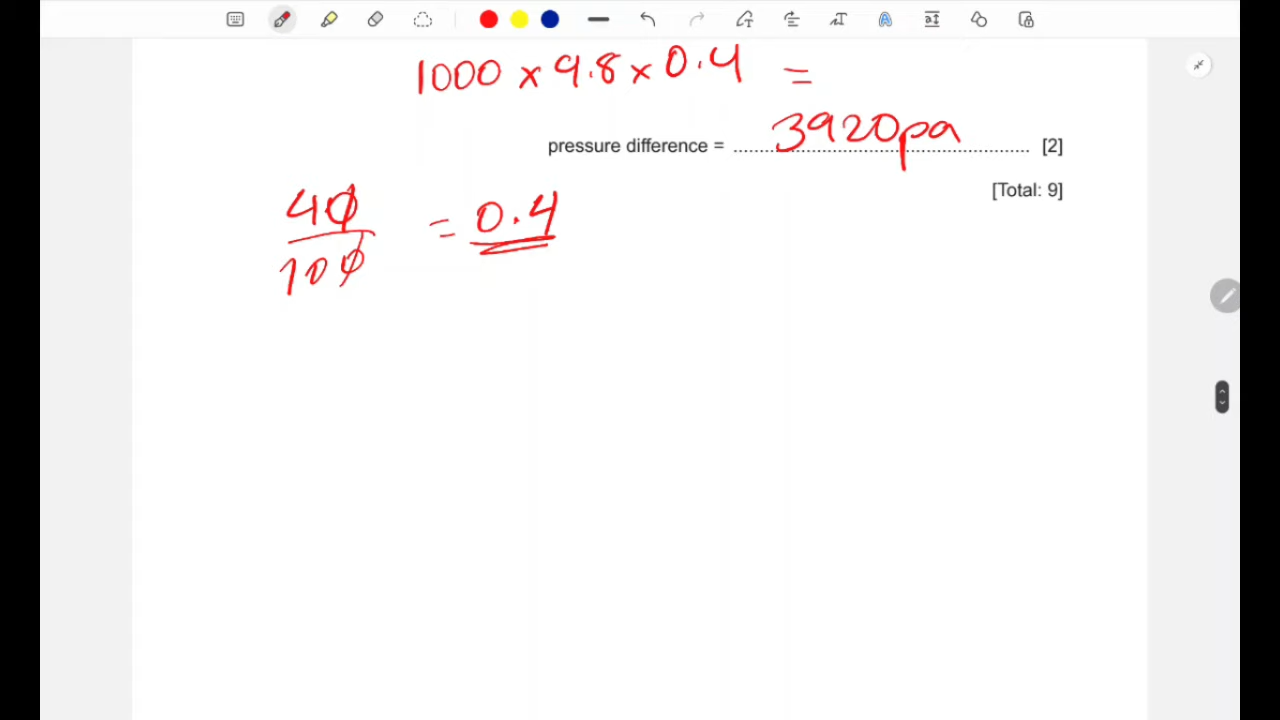 1000 × 9.8 × 0.4 =
pressure difference = ........ 3920pa ........ [2]
[Total: 9]
40
100
= 0.4